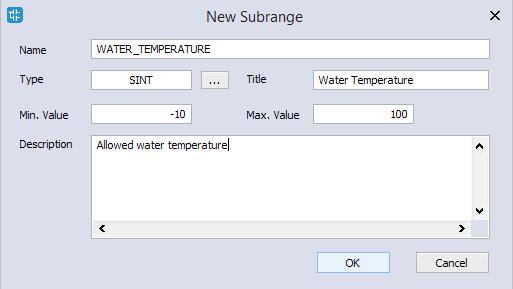 New Subrange
Name WATER_TEMPERATURE
Type SINT ... Title Water Temperature
Min. Value -10 Max. Value 100
Description Allowed water temperature
OK Cancel